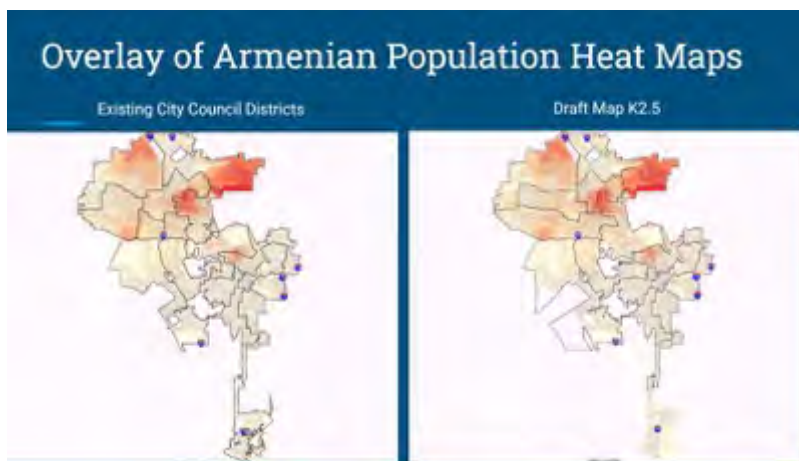 Overlay of Armenian Population Heat Maps
Existing City Council Districts
Draft Map K2.5